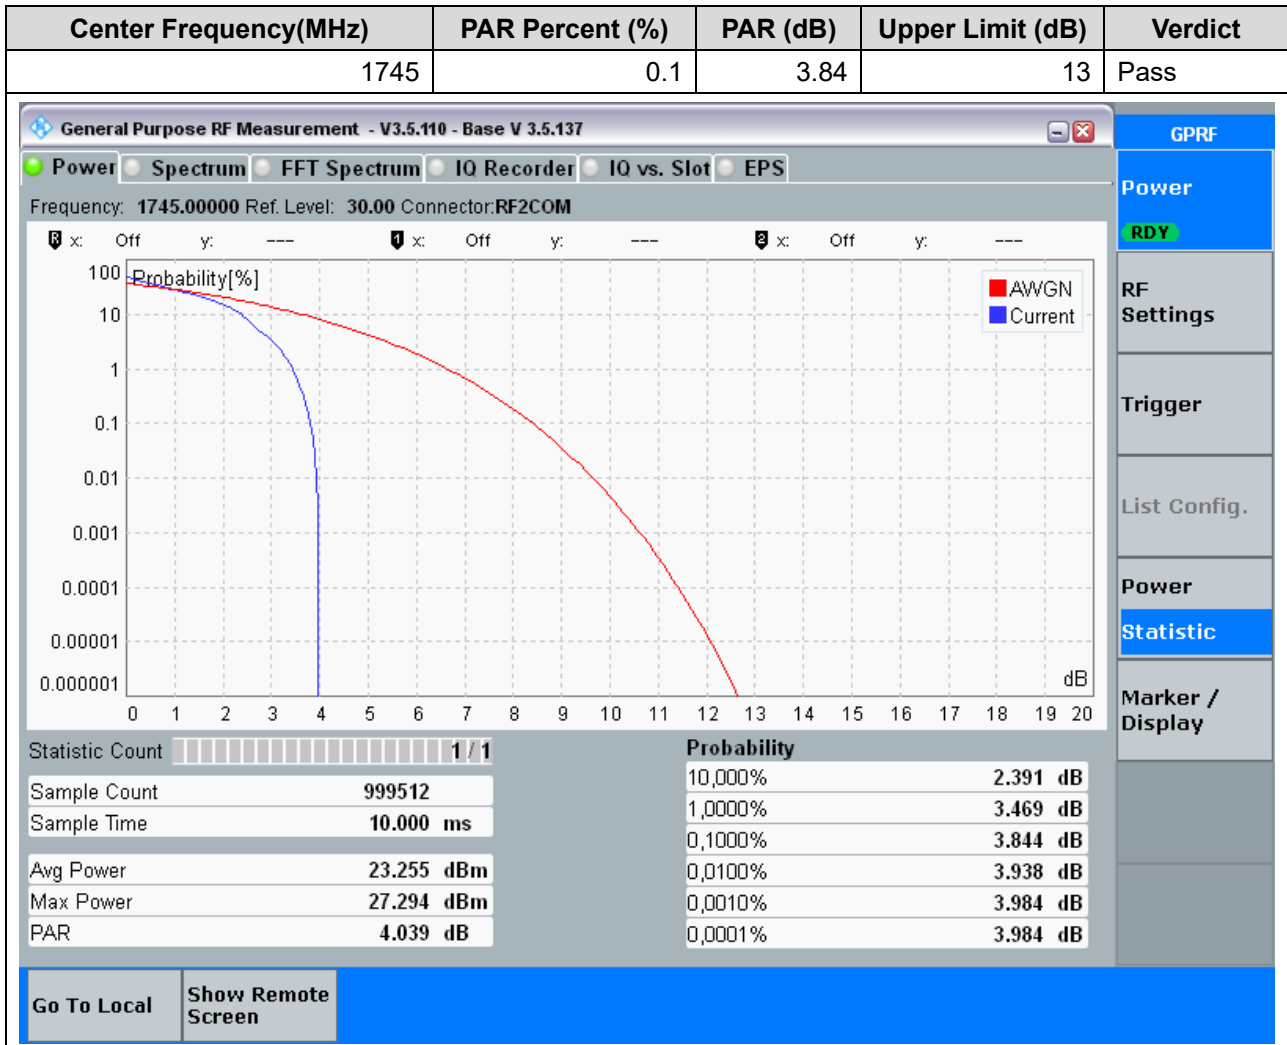 Center Frequency(MHz) PAR Percent (%) PAR (dB) Upper Limit (dB) Verdict
1745 0.1 3.84 13 Pass
General Purpose RF Measurement - V3.5.110 - Base V 3.5.137
GPRF
Power Spectrum FFT Spectrum IQ Recorder IQ vs. Slot EPS
Power
RDY
Frequency: 1745.00000 Ref. Level: 30.00 Connector:RF2COM
R x: Off y: --- 1 x: Off y: --- 2 x: Off y: ---
100 Probability[%]
AWGN
Current
10
1
0.1
0.01
0.001
0.0001
0.00001
0.000001
dB
0 1 2 3 4 5 6 7 8 9 10 11 12 13 14 15 16 17 18 19 20
RF
Settings
Trigger
List Config.
Power
Statistic
Marker /
Display
Statistic Count 1 / 1
Sample Count 999512
Sample Time 10.000 ms
Avg Power 23.255 dBm
Max Power 27.294 dBm
PAR 4.039 dB
Probability
10,000% 2.391 dB
1,0000% 3.469 dB
0,1000% 3.844 dB
0,0100% 3.938 dB
0,0010% 3.984 dB
0,0001% 3.984 dB
Go To Local
Show Remote
Screen